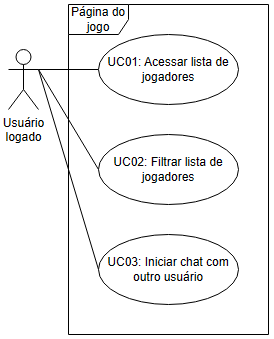 Página do
jogo
UC01: Acessar lista de
jogadores
Usuário
logado
UC02: Filtrar lista de
jogadores
UC03: Iniciar chat com
outro usuário